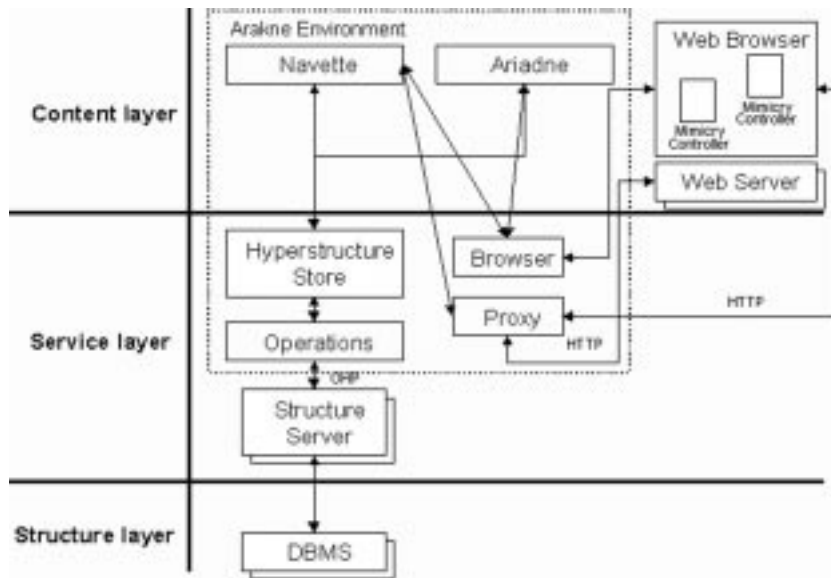 Arakne Environment
Navette
Ariadne
Web Browser
Mimicry
Controller
Mimicry
Controller
Content layer
Web Server
Hyperstructure
Store
Browser
HTTP
Proxy
Service layer
Operations
HTTP
OHP
Structure
Server
Structure layer
DBMS